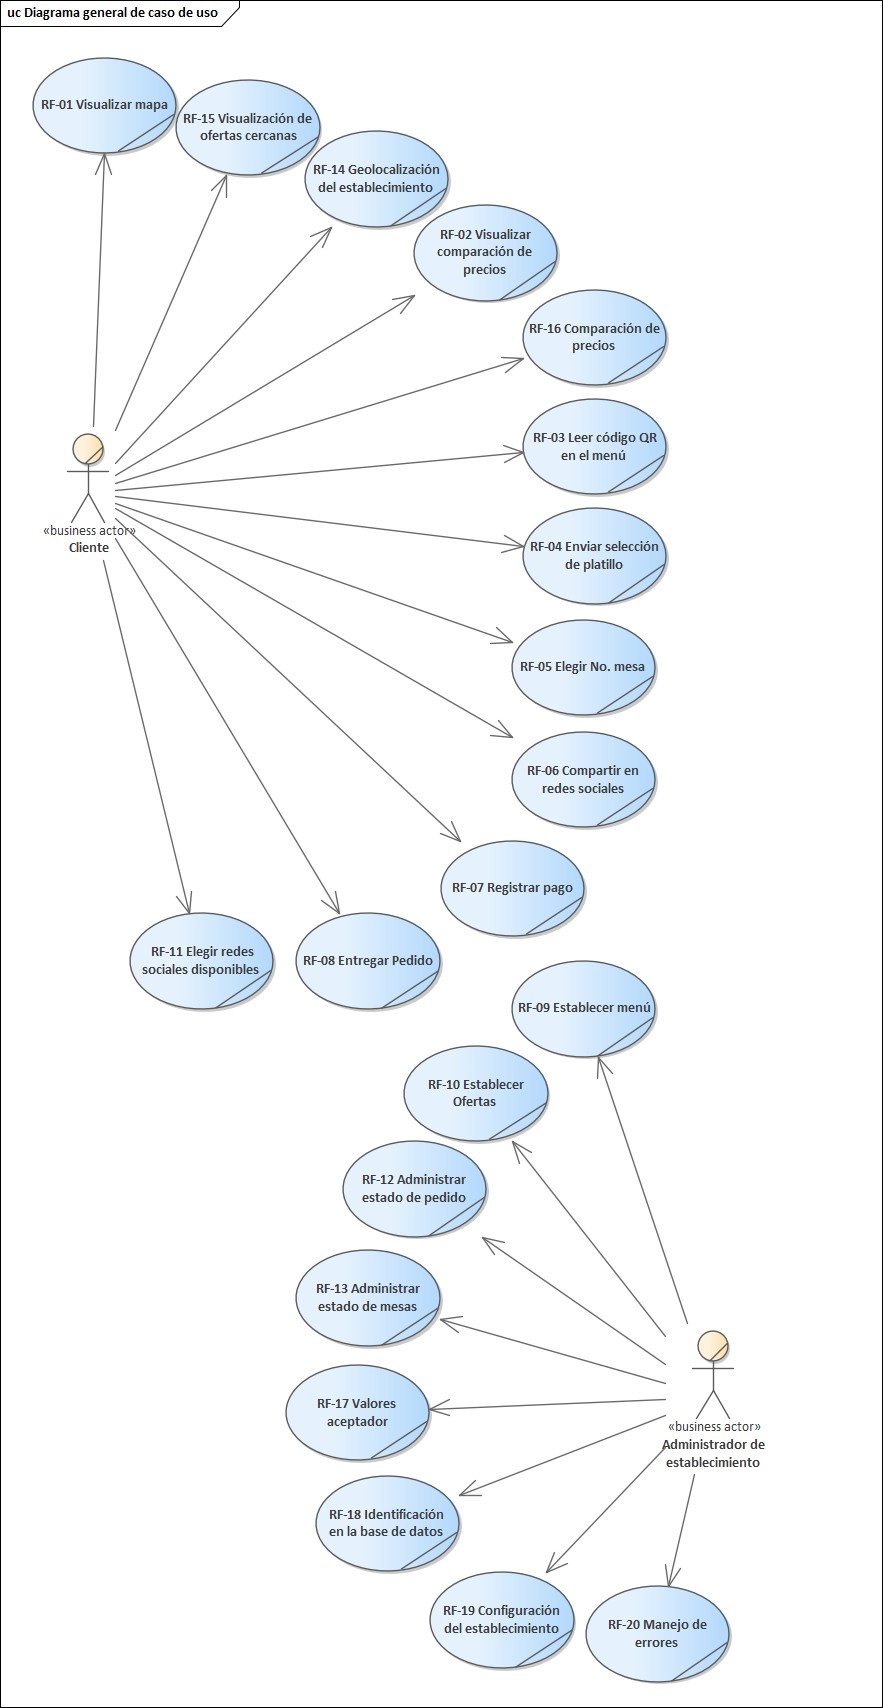 uc Diagrama general de caso de uso
RF-01 Visualizar mapa
RF-15 Visualización de
ofertas cercanas
RF-14 Geolocalización
del establecimiento
RF-02 Visualizar
comparación de
precios
RF-16 Comparación de
precios
RF-03 Leer código QR
en el menú
«business actor»
Cliente
RF-04 Enviar selección
de platillo
RF-05 Elegir No. mesa
RF-06 Compartir en
redes sociales
RF-07 Registrar pago
RF-11 Elegir redes
sociales disponibles
RF-08 Entregar Pedido
RF-09 Establecer menú
RF-10 Establecer
Ofertas
RF-12 Administrar
estado de pedido
RF-13 Administrar
estado de mesas
RF-17 Valores
aceptador
«business actor»
Administrador de
establecimiento
RF-18 Identificación
en la base de datos
RF-19 Configuración
del establecimiento
RF-20 Manejo de
errores